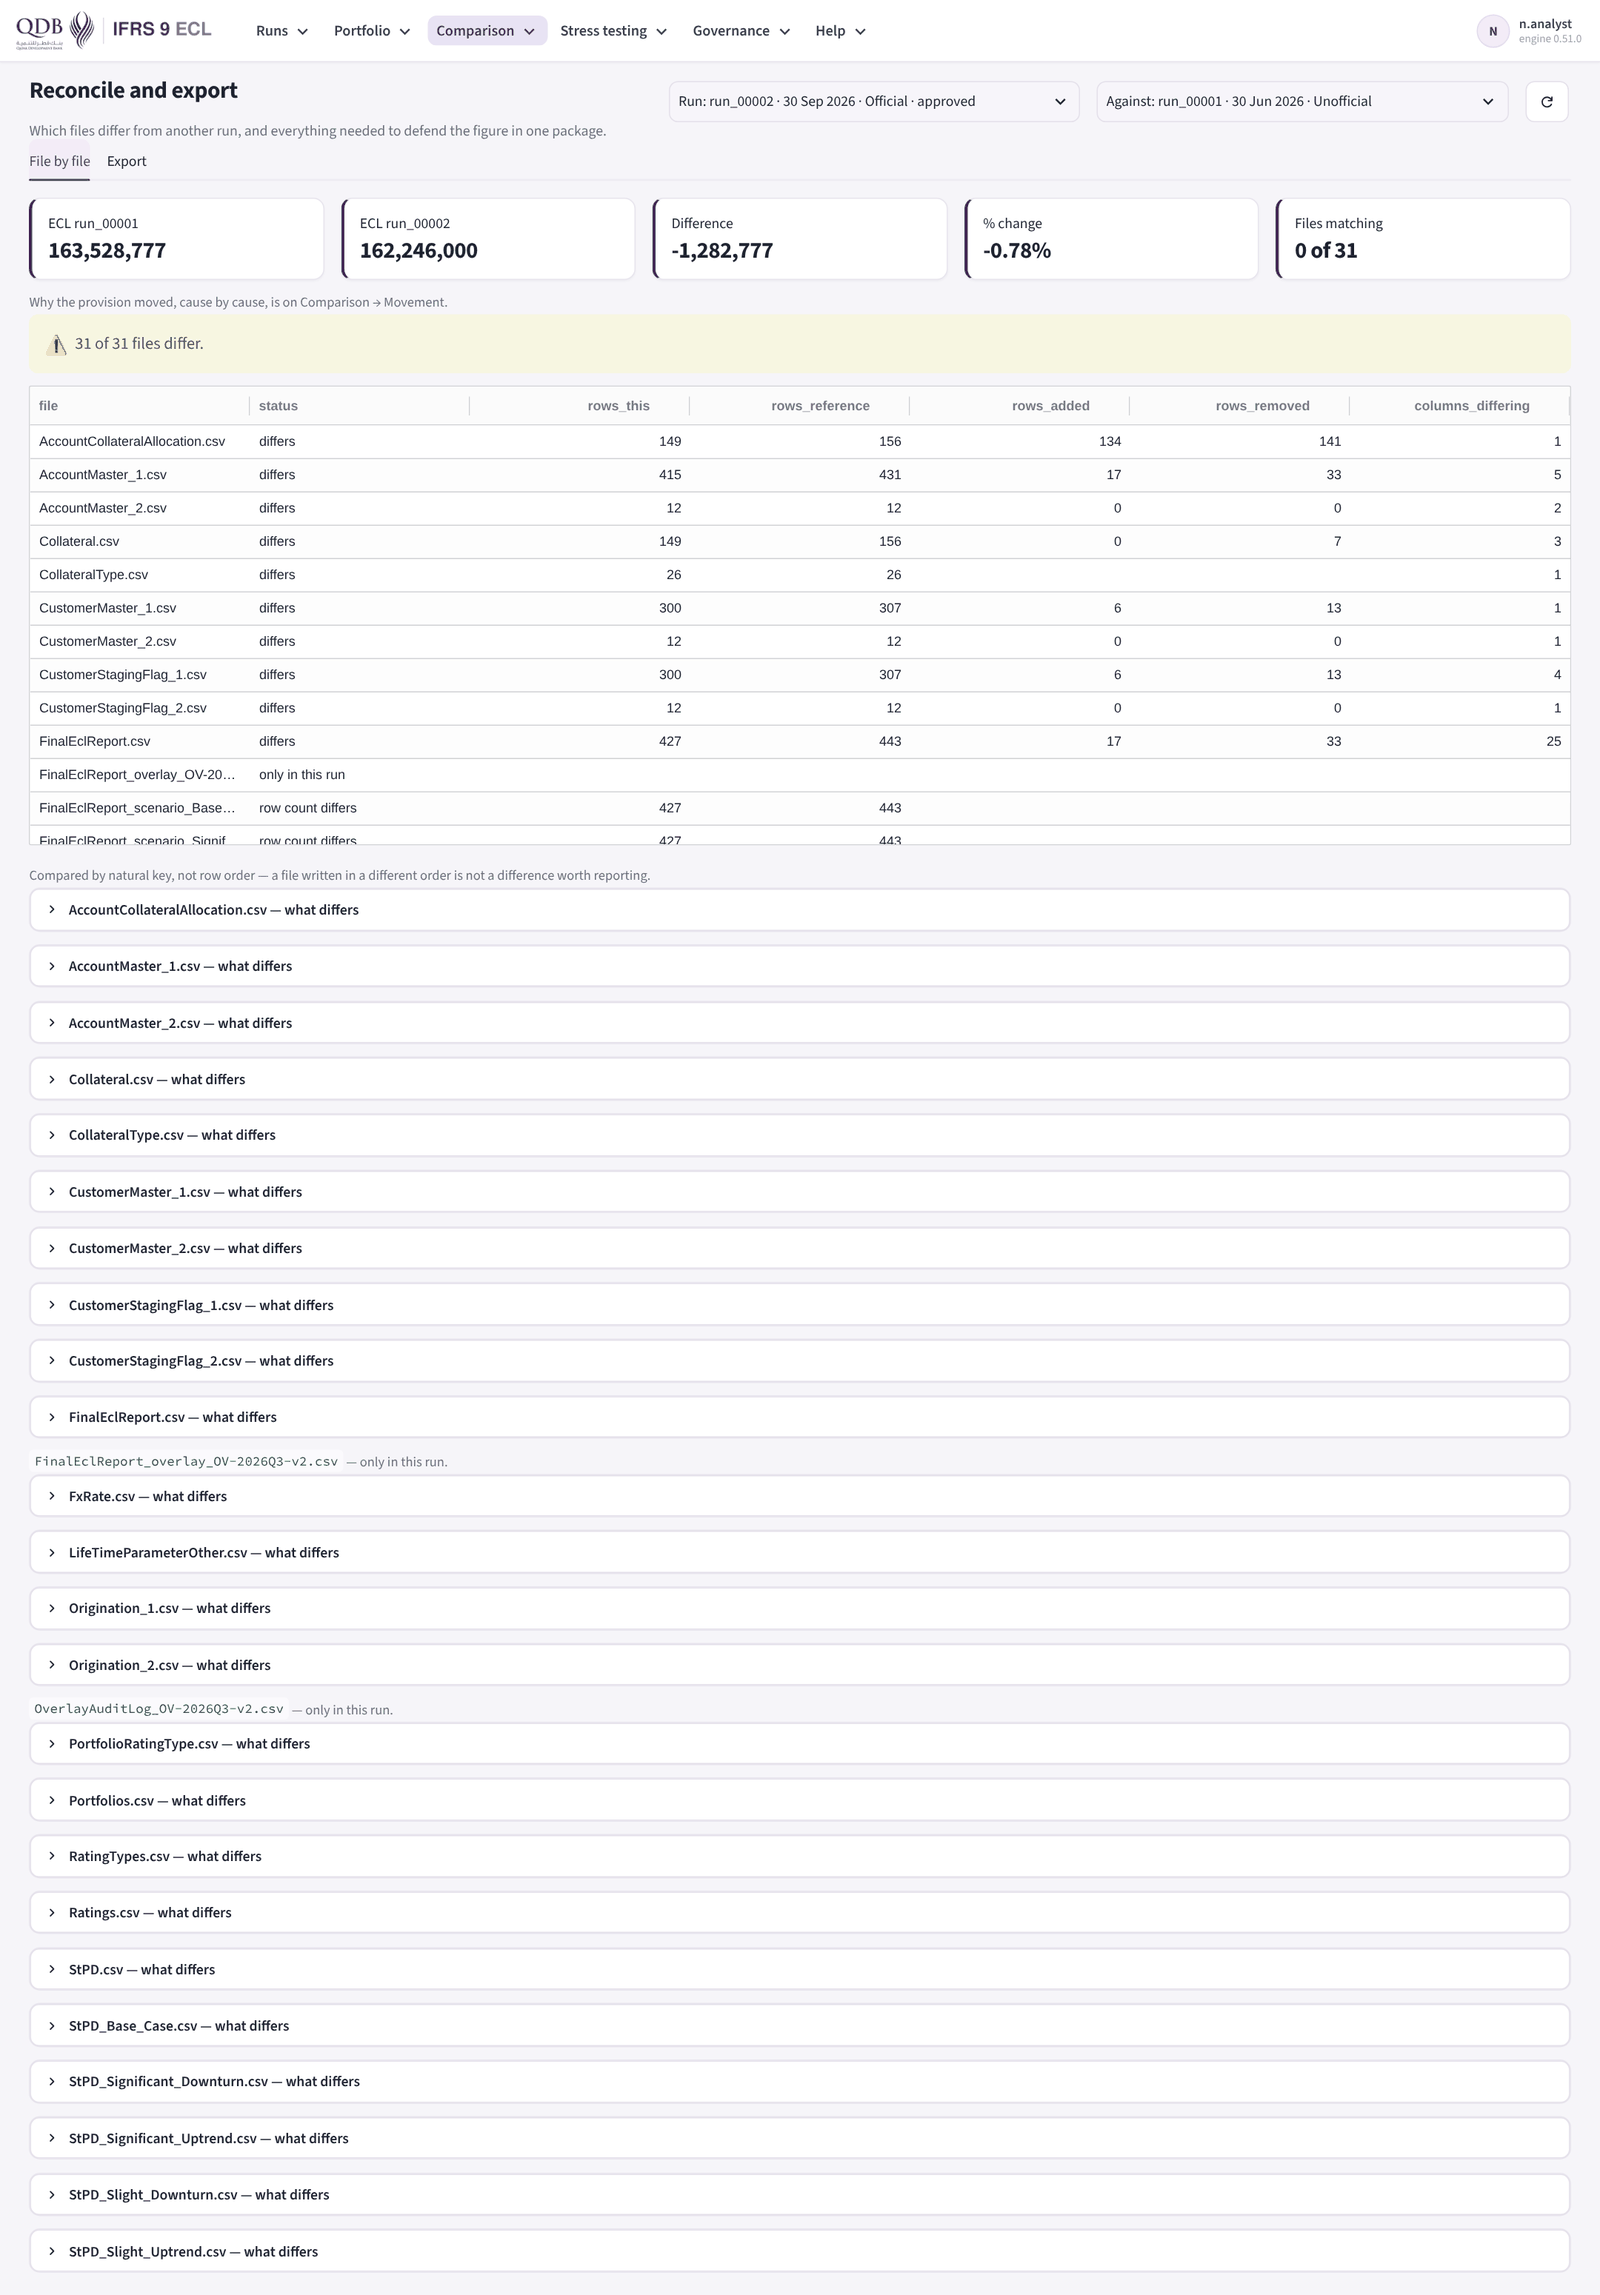 QDB
IFRS 9 ECL
Runs
Portfolio
Comparison
Stress testing
Governance
Help
N
n.analyst
engine 0.51.0
Reconcile and export
Run: run_00002 · 30 Sep 2026 · Official · approved
Against: run_00001 · 30 Jun 2026 · Unofficial
Which files differ from another run, and everything needed to defend the figure in one package.
File by file
Export
ECL run_00001
163,528,777
ECL run_00002
162,246,000
Difference
-1,282,777
% change
-0.78%
Files matching
0 of 31
Why the provision moved, cause by cause, is on Comparison → Movement.
31 of 31 files differ.
file status rows_this rows_reference rows_added rows_removed columns_differing
AccountCollateralAllocation.csv differs 149 156 134 141 1
AccountMaster_1.csv differs 415 431 17 33 5
AccountMaster_2.csv differs 12 12 0 0 2
Collateral.csv differs 149 156 0 7 3
CollateralType.csv differs 26 26 1
CustomerMaster_1.csv differs 300 307 6 13 1
CustomerMaster_2.csv differs 12 12 0 0 1
CustomerStagingFlag_1.csv differs 300 307 6 13 4
CustomerStagingFlag_2.csv differs 12 12 0 0 1
FinalEclReport.csv differs 427 443 17 33 25
FinalEclReport_overlay_OV-20… only in this run
FinalEclReport_scenario_Base… row count differs 427 443
FinalEclReport_scenario_Signif row count differs 427 443
Compared by natural key, not row order — a file written in a different order is not a difference worth reporting.
AccountCollateralAllocation.csv — what differs
AccountMaster_1.csv — what differs
AccountMaster_2.csv — what differs
Collateral.csv — what differs
CollateralType.csv — what differs
CustomerMaster_1.csv — what differs
CustomerMaster_2.csv — what differs
CustomerStagingFlag_1.csv — what differs
CustomerStagingFlag_2.csv — what differs
FinalEclReport.csv — what differs
FinalEclReport_overlay_OV-2026Q3-v2.csv — only in this run.
FxRate.csv — what differs
LifeTimeParameterOther.csv — what differs
Origination_1.csv — what differs
Origination_2.csv — what differs
OverlayAuditLog_OV-2026Q3-v2.csv — only in this run.
PortfolioRatingType.csv — what differs
Portfolios.csv — what differs
RatingTypes.csv — what differs
Ratings.csv — what differs
StPD.csv — what differs
StPD_Base_Case.csv — what differs
StPD_Significant_Downturn.csv — what differs
StPD_Significant_Uptrend.csv — what differs
StPD_Slight_Downturn.csv — what differs
StPD_Slight_Uptrend.csv — what differs